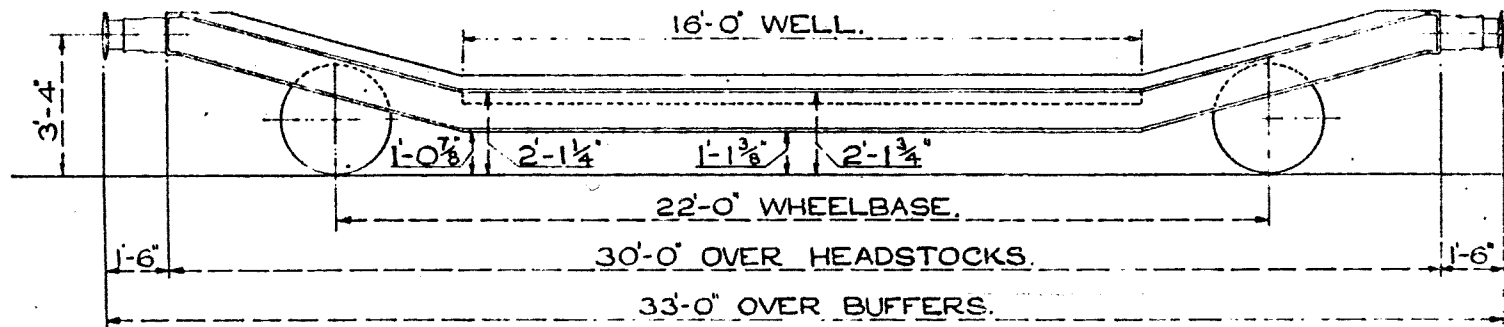 16'-0" WELL.
3'-4"
1'-0⅞" 2'-1¼" 1'-1⅜" 2'-1¾"
22'-0" WHEELBASE.
1'-6" 30'-0" OVER HEADSTOCKS. 1'-6"
33'-0" OVER BUFFERS.